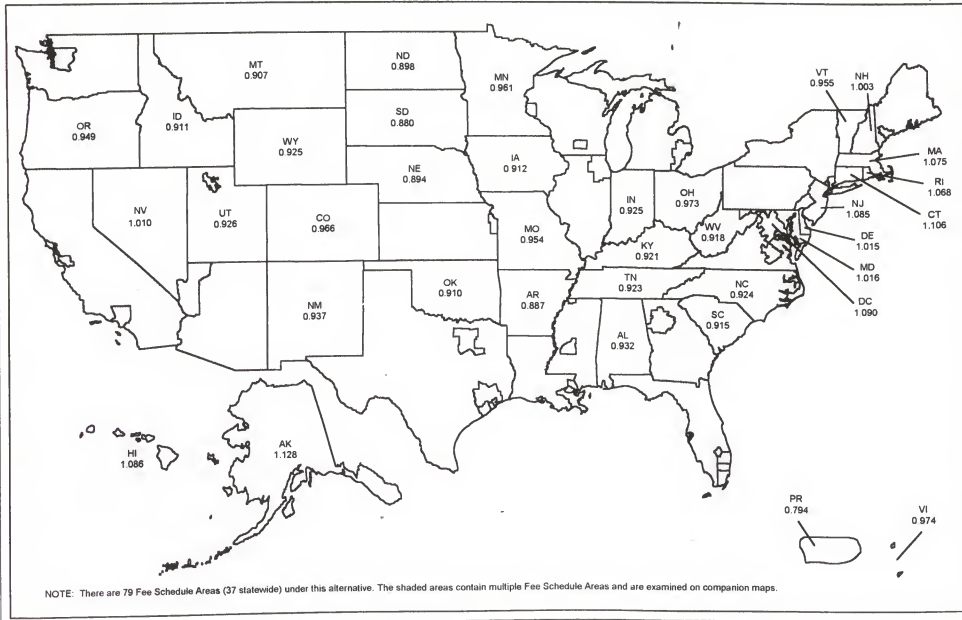 MT
0.907
ND
0.898
MN
0.961
VT
0.955
NH
1.003
OR
0.949
ID
0.911
WY
0.925
SD
0.880
NE
0.894
IA
0.912
MA
1.075
RI
1.068
CT
1.106
NJ
1.085
NV
1.010
UT
0.926
CO
0.966
MO
0.954
IN
0.925
OH
0.973
WV
0.918
KY
0.921
DE
1.015
MD
1.016
DC
1.090
NM
0.937
OK
0.910
AR
0.887
TN
0.923
NC
0.924
SC
0.915
AL
0.932
HI
1.086
AK
1.128
PR
0.794
VI
0.974
NOTE: There are 79 Fee Schedule Areas (37 statewide) under this alternative. The shaded areas contain multiple Fee Schedule Areas and are examined on companion maps.